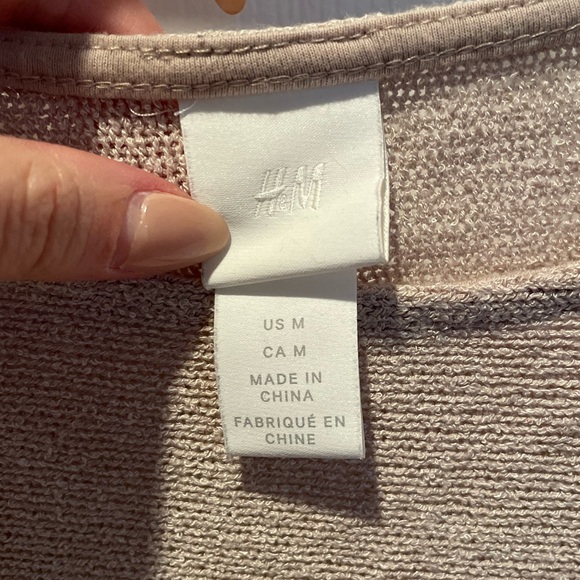 H&M
US M
CA M
MADE IN
CHINA
FABRIQUÉ EN
CHINE